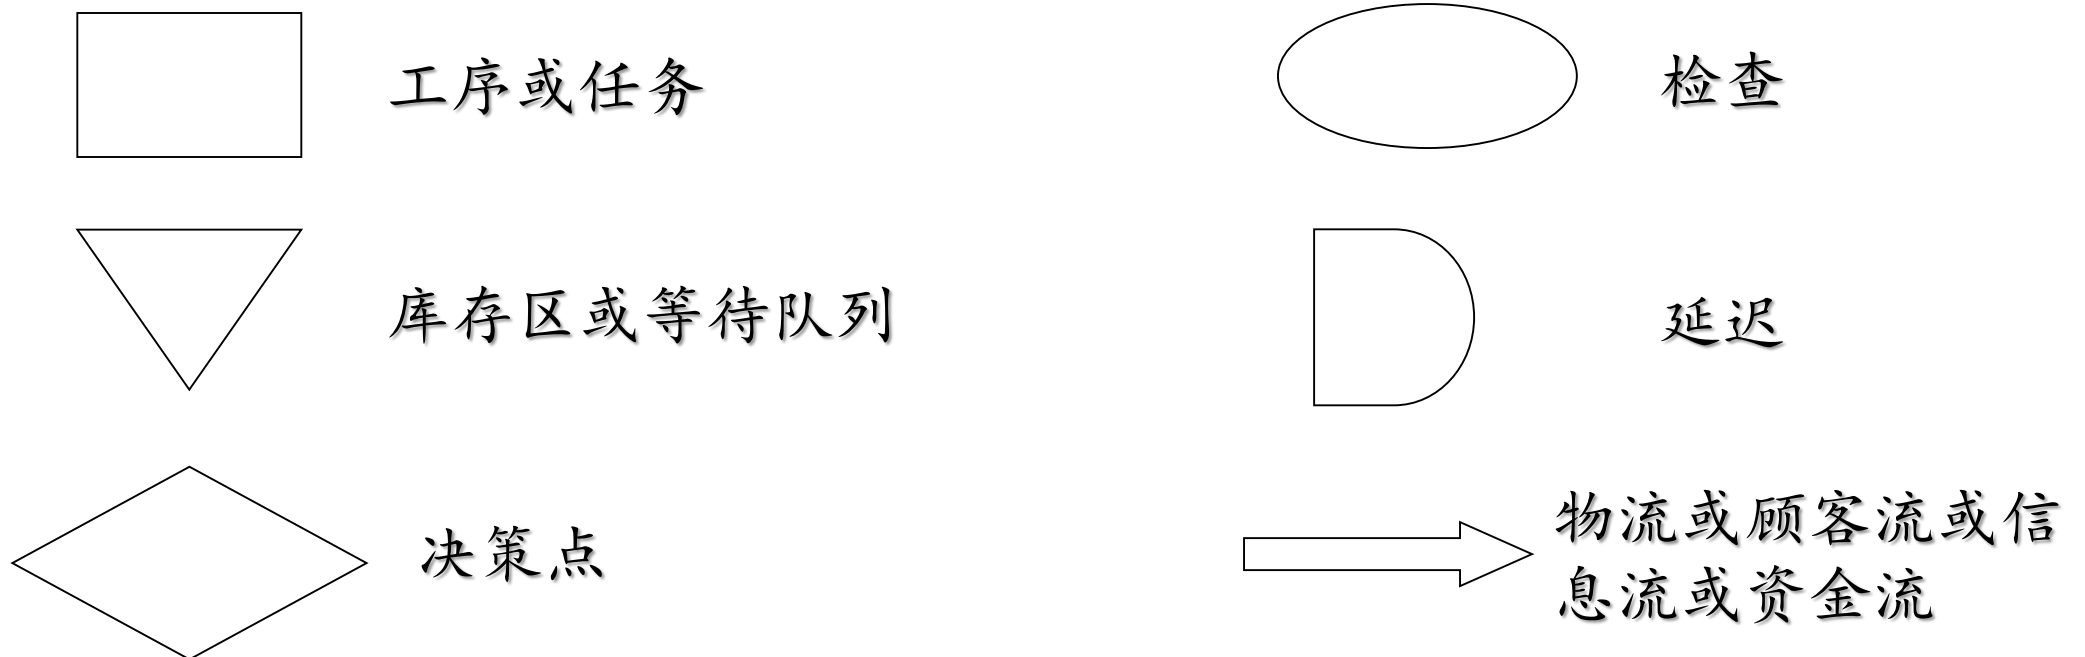 工序或任务
检查
库存区或等待队列
延迟
决策点
物流或顾客流或信
息流或资金流